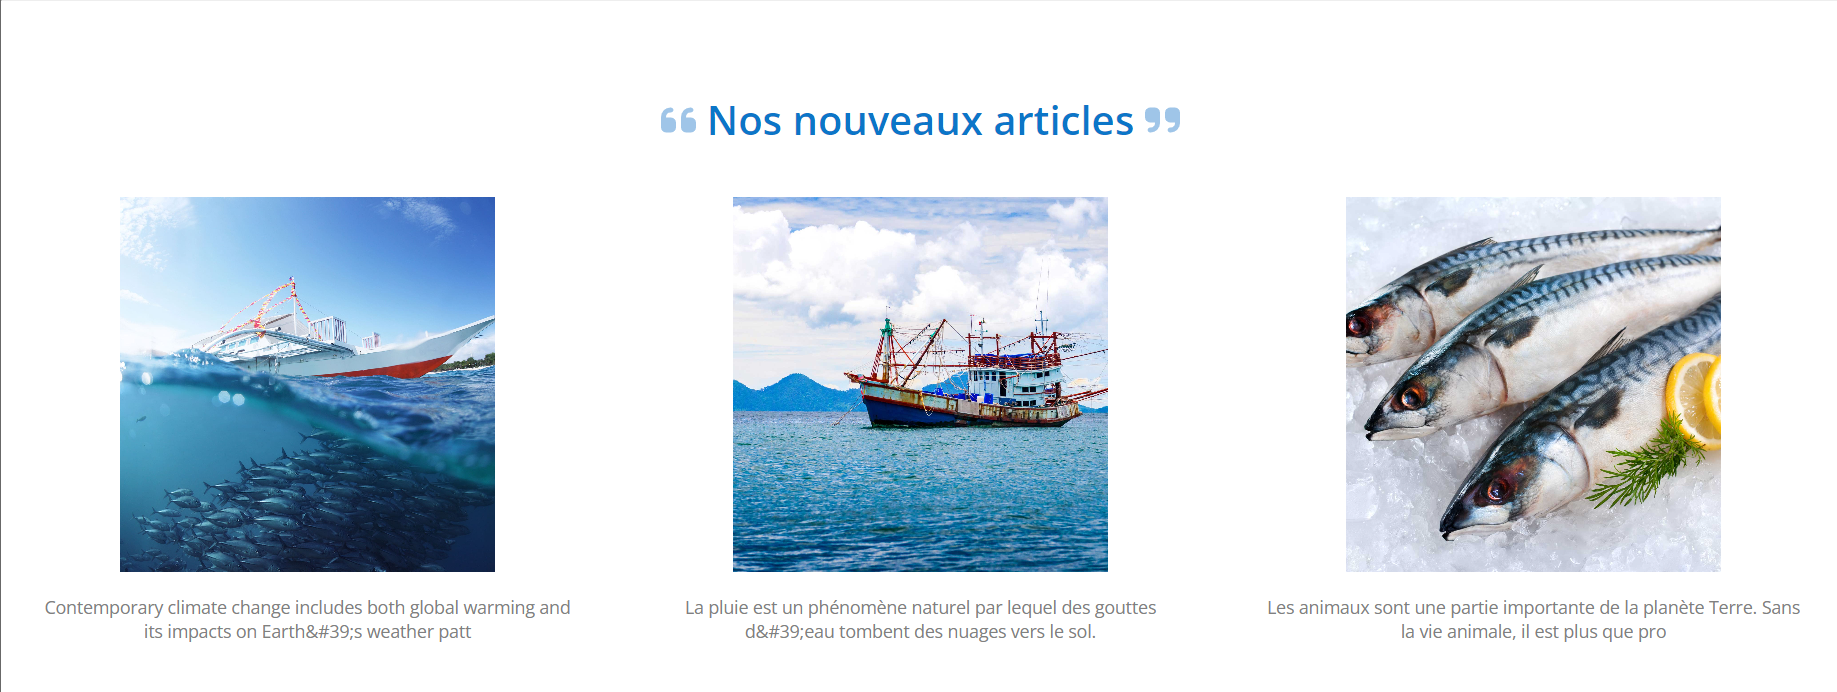 “ Nos nouveaux articles ”
Contemporary climate change includes both global warming and
its impacts on Earth&#39;s weather patt
La pluie est un phénomène naturel par lequel des gouttes
d&#39;eau tombent des nuages vers le sol.
Les animaux sont une partie importante de la planète Terre. Sans
la vie animale, il est plus que pro